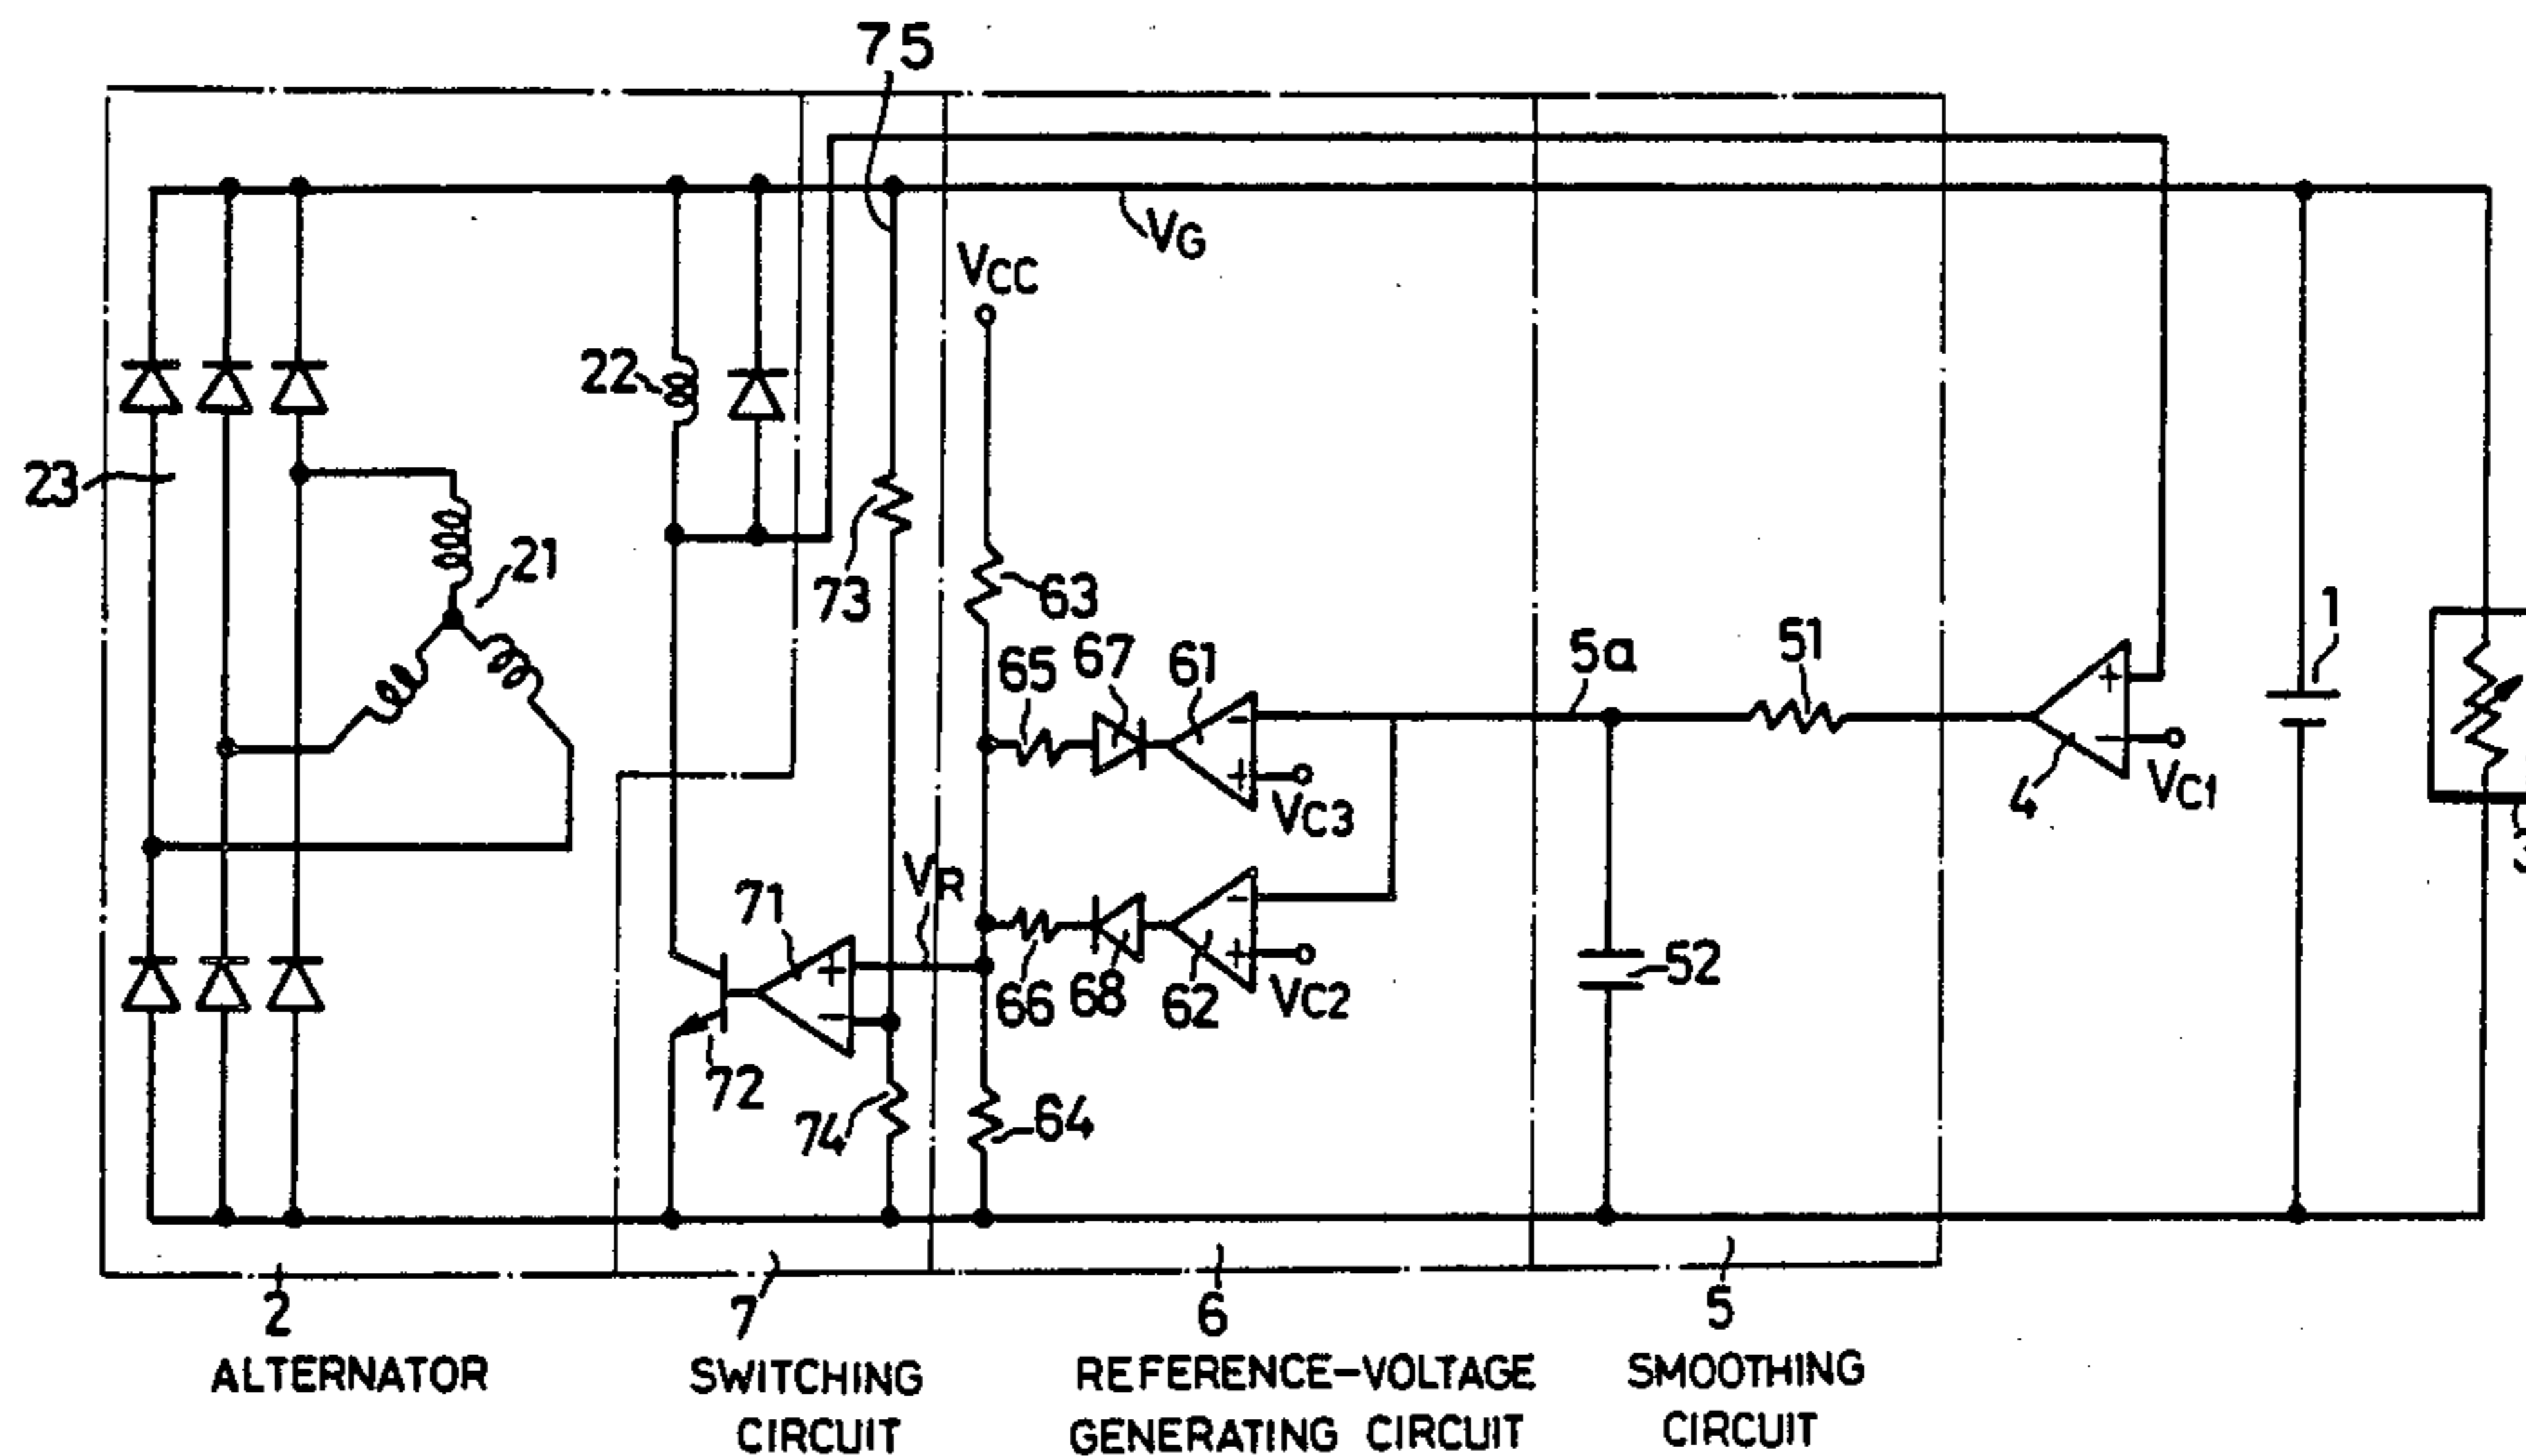 75
VG
VCC
22
23
21
73
63
65
67
61
5a
51
1
VC3
4
VC1
VR
71
72
74
66
68
62
VC2
52
64
2
7
6
5
ALTERNATOR
SWITCHING
CIRCUIT
REFERENCE-VOLTAGE
GENERATING CIRCUIT
SMOOTHING
CIRCUIT